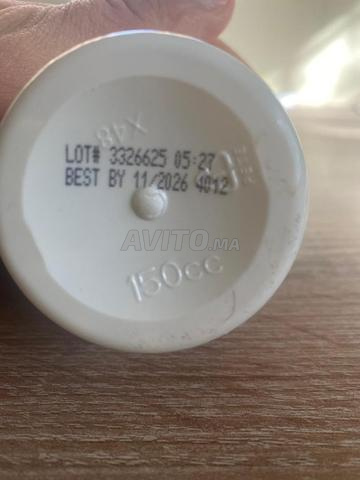 X48
LOT# 3326625 05:27
BEST BY 11/2026 4012
AVITO.MA
150cc